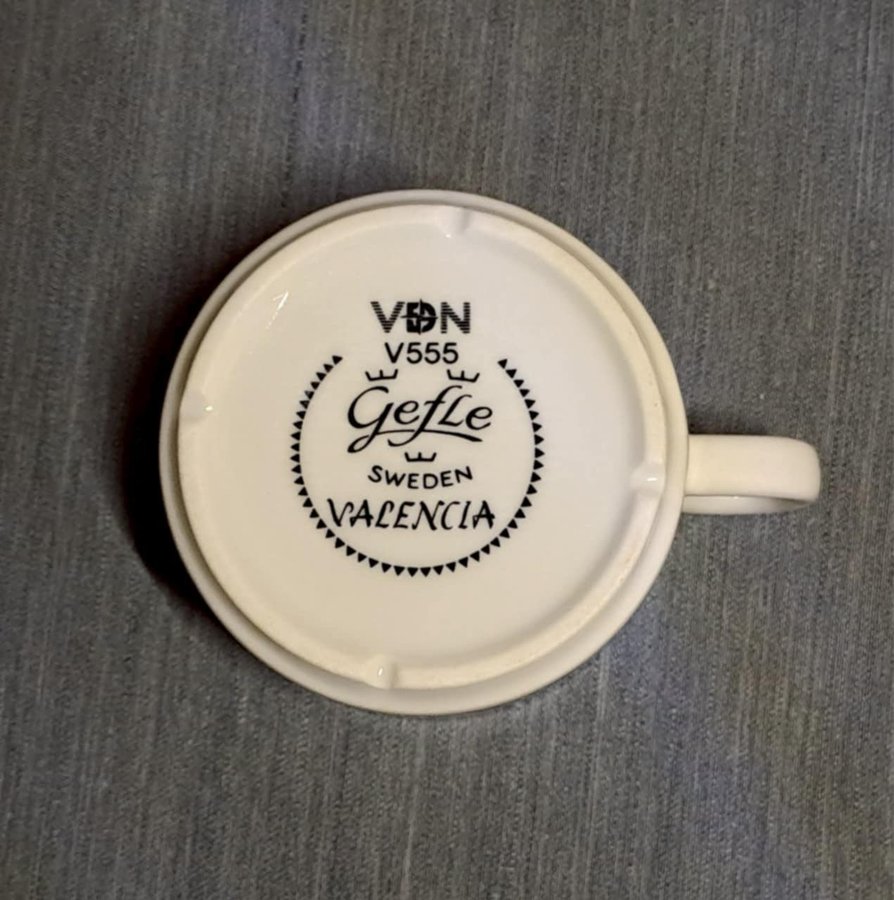 VDN
V555
Gefle
SWEDEN
VALENCIA